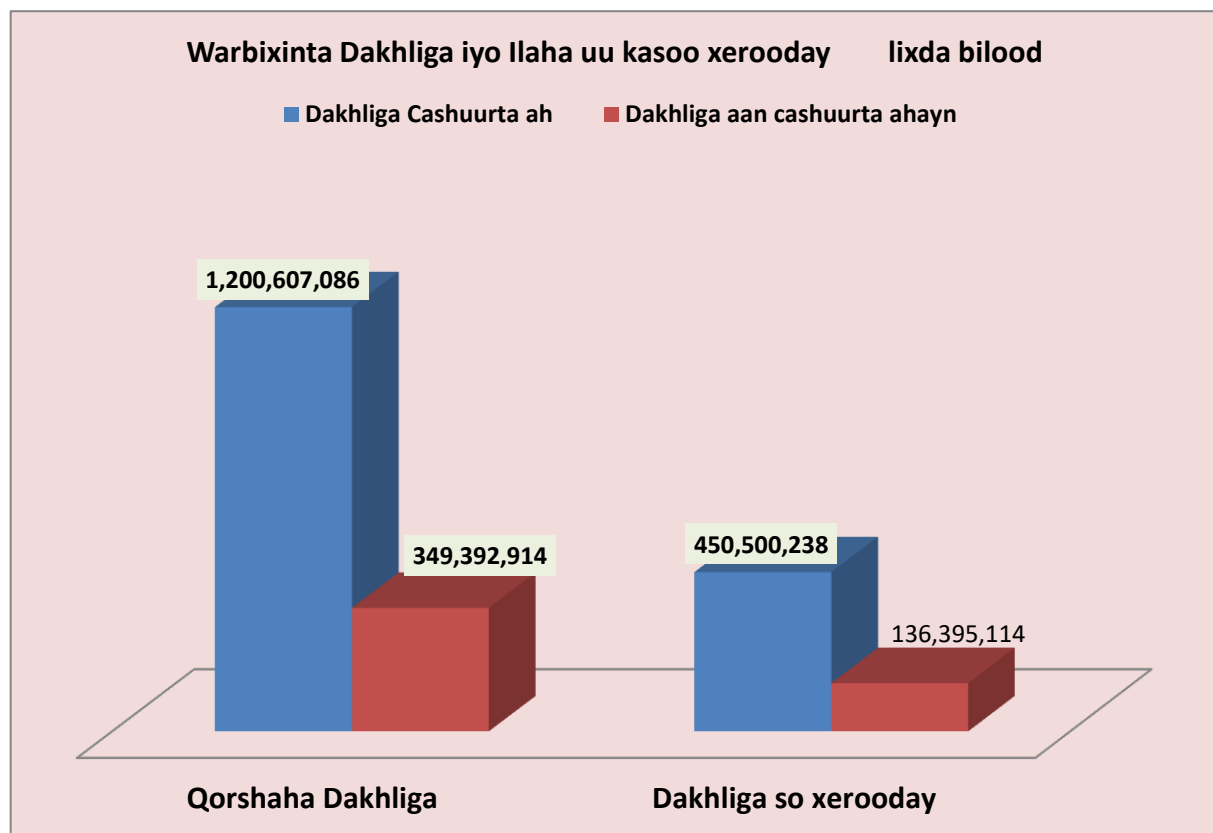 Warbixinta Dakhliga iyo Ilaha uu kasoo xerooday lixda bilood
Dakhliga Cashuurta ah Dakhliga aan cashuurta ahayn
1,200,607,086
349,392,914
450,500,238
136,395,114
Qorshaha Dakhliga Dakhliga so xerooday